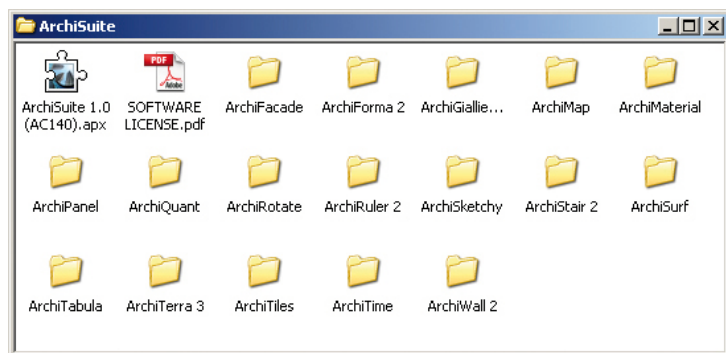 ArchiSuite
ArchiSuite 1.0
(AC140).apx
SOFTWARE
LICENSE.pdf
ArchiFacade
ArchiForma 2
ArchiGiallie...
ArchiMap
ArchiMaterial
PDF
Adobe
ArchiPanel
ArchiQuant
ArchiRotate
ArchiRuler 2
ArchiSketchy
ArchiStair 2
ArchiSurf
ArchiTabula
ArchiTerra 3
ArchiTiles
ArchiTime
ArchiWall 2